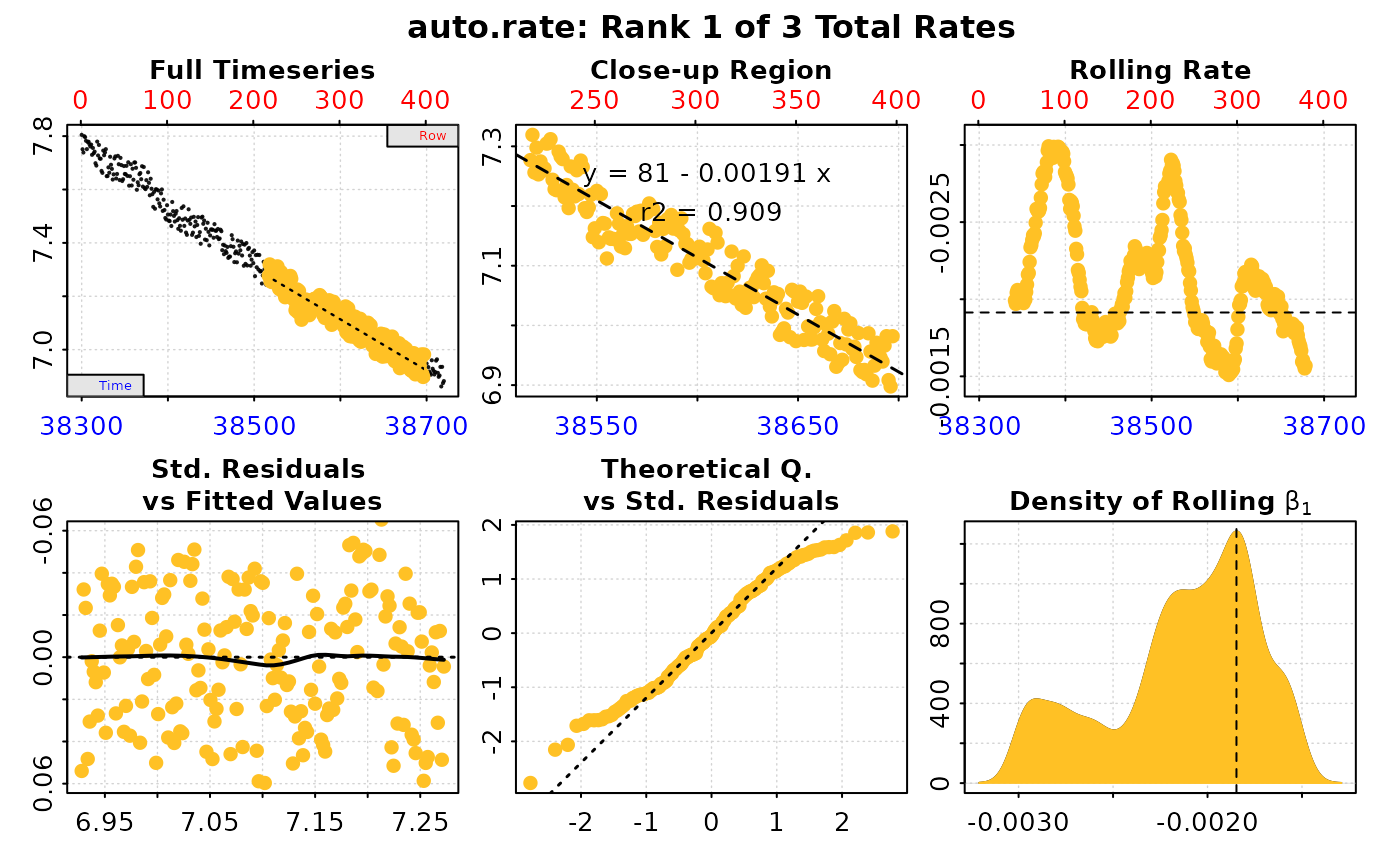 auto.rate: Rank 1 of 3 Total Rates
Full Timeseries
0 100 200 300 400
7.8
7.4
7.0
Row
Time
38300 38500 38700
Close-up Region
250 300 350 400
7.3
7.1
6.9
y = 81 - 0.00191 x
r2 = 0.909
38550 38650
Rolling Rate
0 100 200 300 400
-0.0025
-0.0015
38300 38500 38700
Std. Residuals
vs Fitted Values
-0.06
0.00
0.06
6.95 7.05 7.15 7.25
Theoretical Q.
vs Std. Residuals
2
1
0
-1
-2
-2 -1 0 1 2
Density of Rolling β1
800
400
0
-0.0030 -0.0020